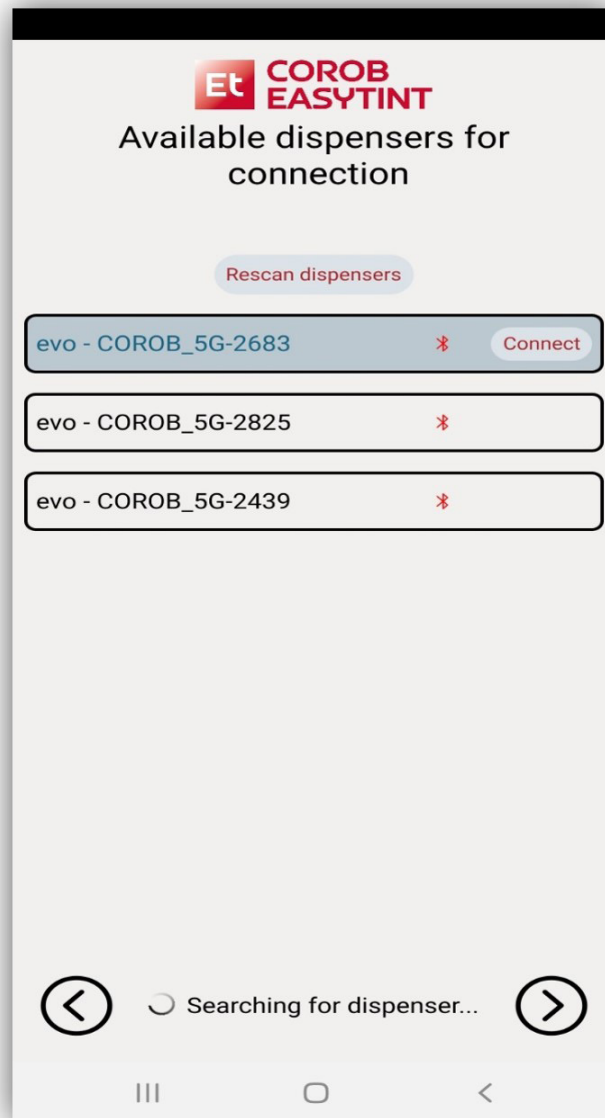 Et COROB
EASYTINT
Available dispensers for
connection
Rescan dispensers
evo - COROB_5G-2683 Connect
evo - COROB_5G-2825
evo - COROB_5G-2439
Searching for dispenser...